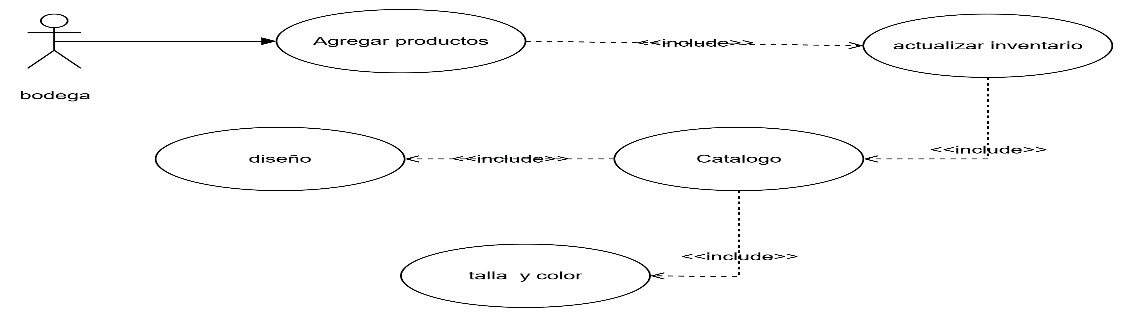 Agregar productos
<<include>>
actualizar inventario
bodega
<<include>>
diseño
<<include>>
Catalogo
<<include>>
talla y color